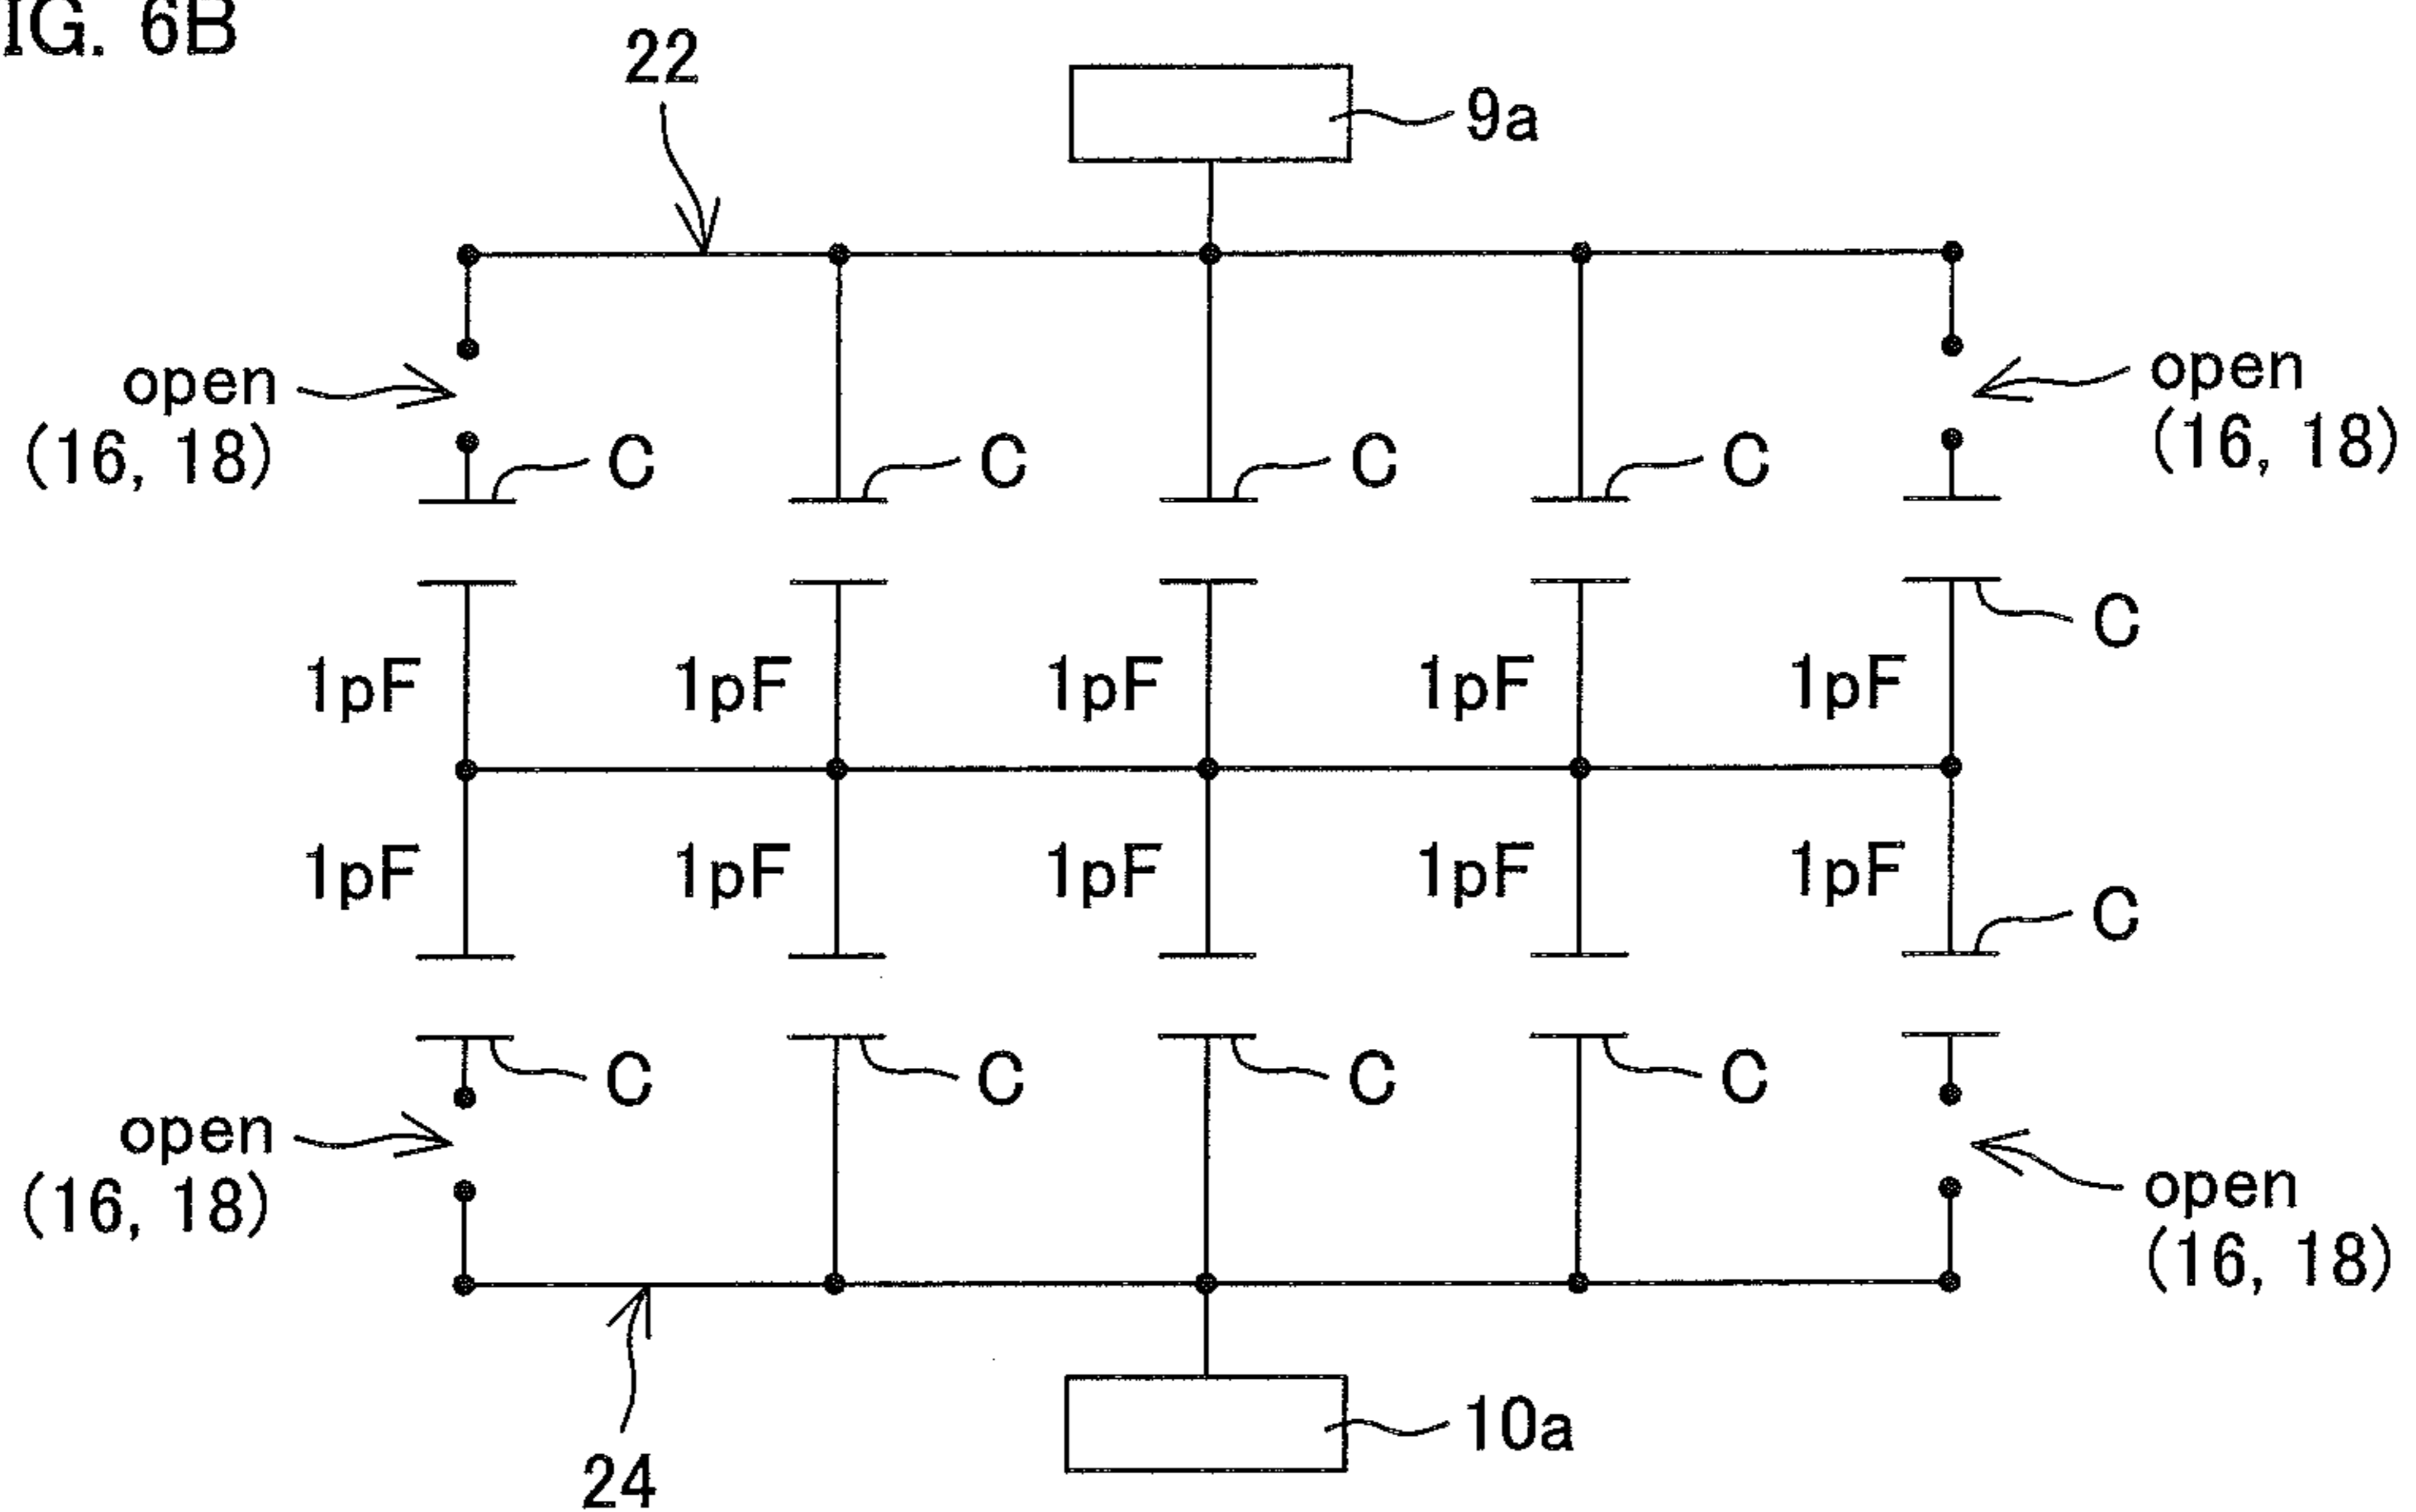 IG. 6B
22
9a
open
(16, 18)
open
(16, 18)
C
C
C
C
C
1pF
1pF
1pF
1pF
1pF
1pF
1pF
1pF
1pF
1pF
C
C
C
C
C
open
(16, 18)
open
(16, 18)
24
10a